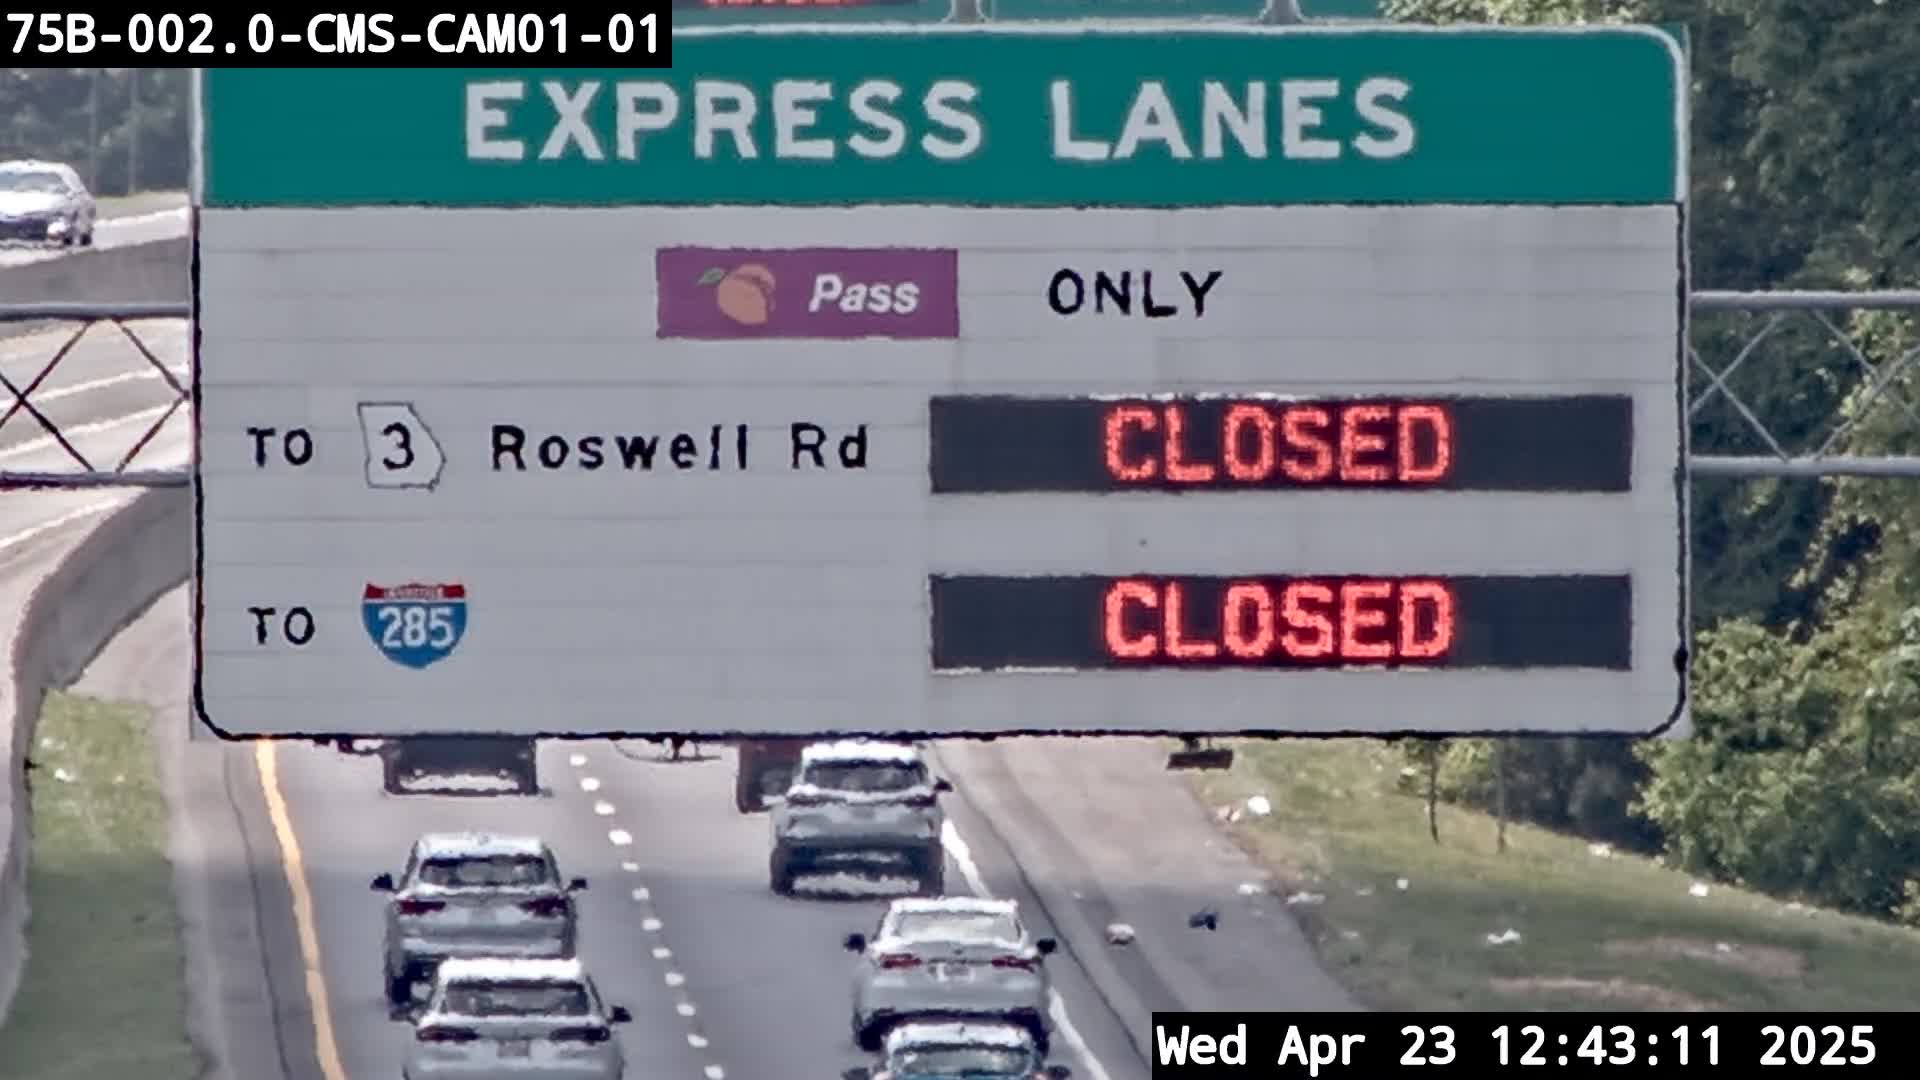 75B-002.0-CMS-CAM01-01
EXPRESS LANES
Pass ONLY
TO 3 Roswell Rd CLOSED
TO 285 CLOSED
Wed Apr 23 12:43:11 2025